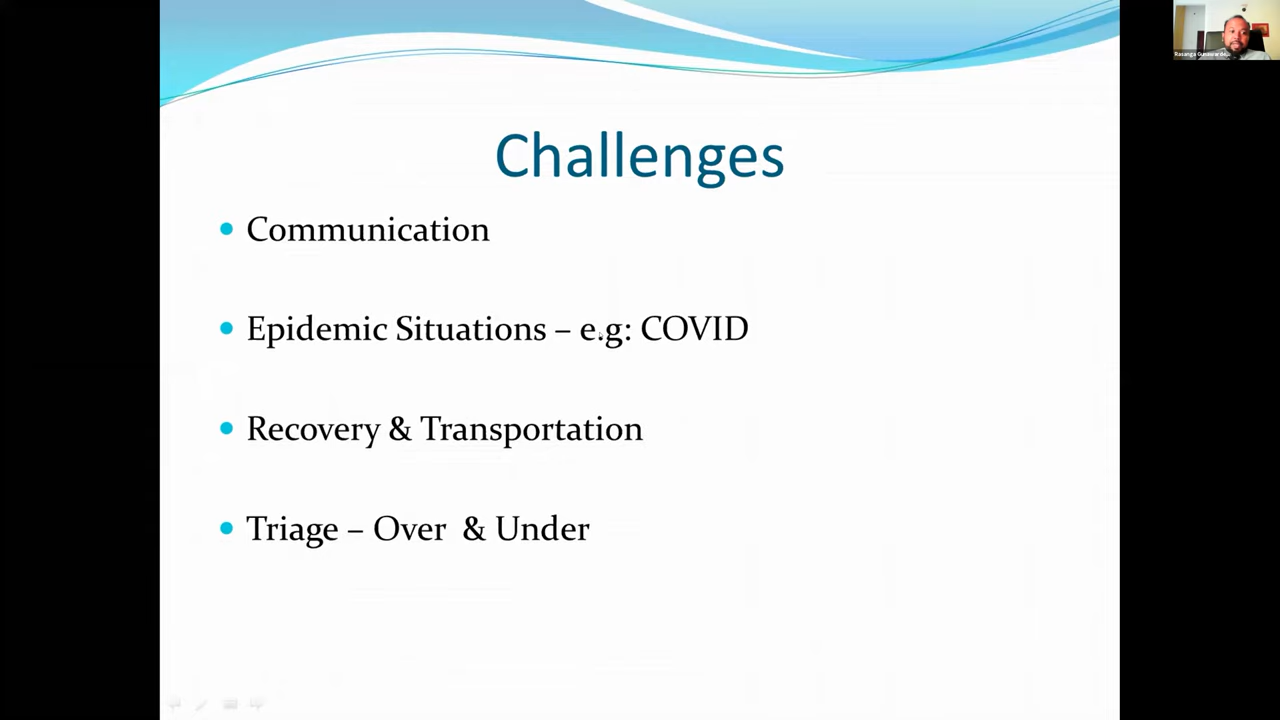 Challenges
Communication
Epidemic Situations – e.g: COVID
Recovery & Transportation
Triage – Over & Under